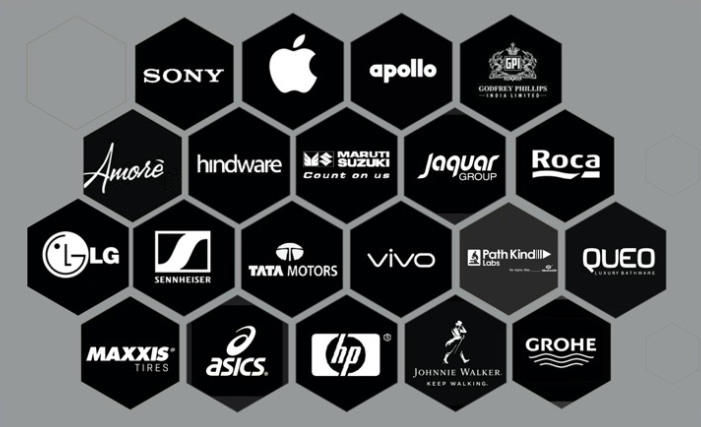 SONY
apollo
GPI
GODFREY PHILLIPS
INDIA LIMITED
Amorè
hindware
MARUTI
SUZUKI
Count on us
Jaquar
GROUP
Roca
LG
SENNHEISER
TATA MOTORS
vivo
Path Kind
Labs
QUEO
LUXURY BATHWARE
MAXXIS®
TIRES
asics®
hp®
JOHNNIE WALKER
KEEP WALKING.
GROHE